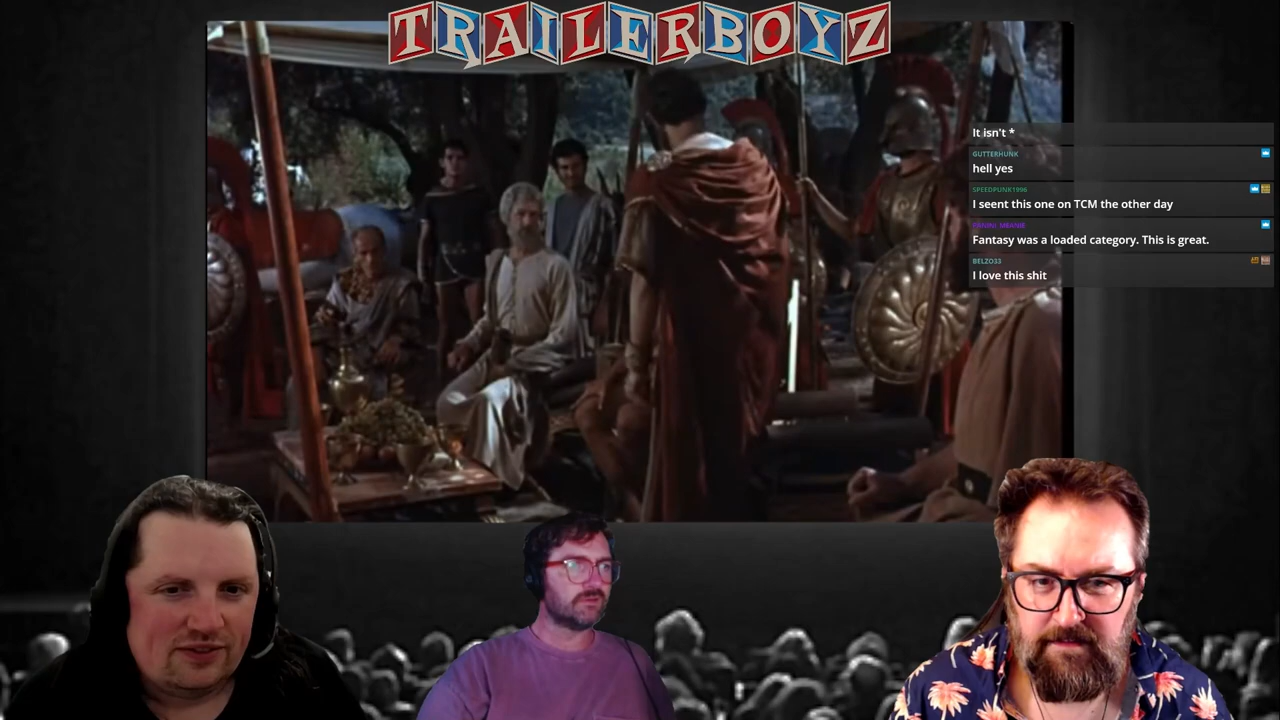 TRAILERBOYZ
It isn't *
GUTTERHUNK
hell yes
SPEEDPUNK1996
I seent this one on TCM the other day
Fantasy was a loaded category. This is great.
BELZO33
I love this shit